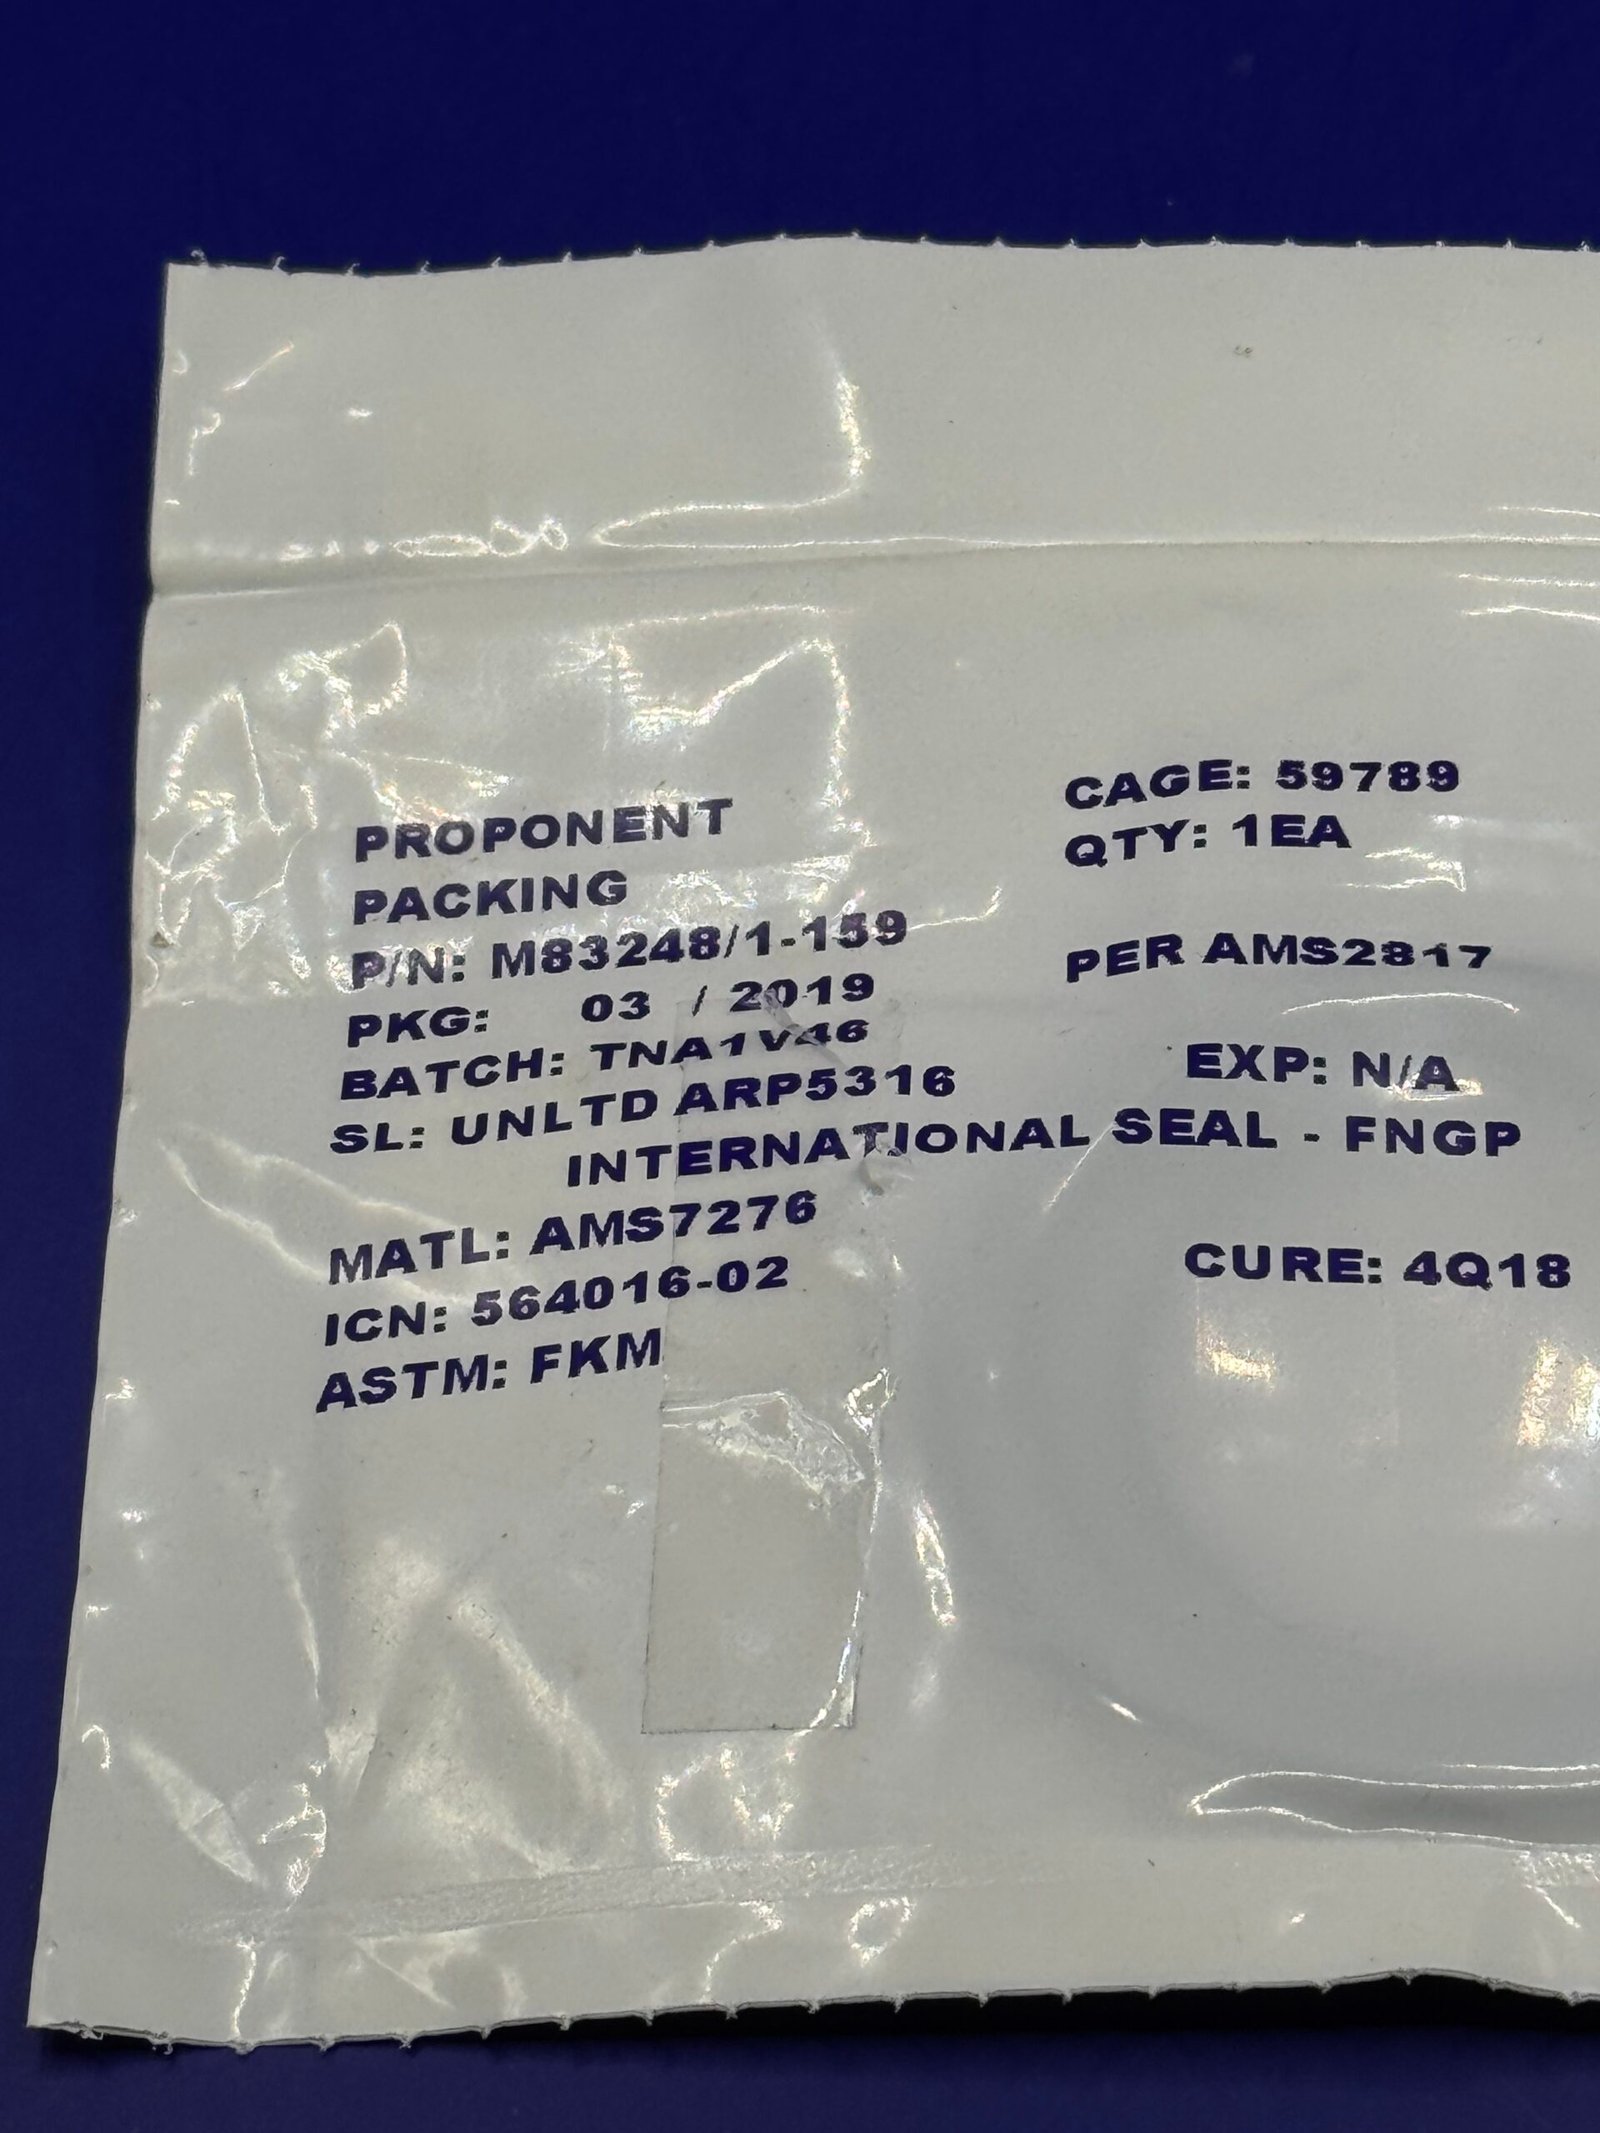 PROPONENT
PACKING
P/N: M83248/1-159
PKG: 03 / 2019
BATCH: TNA1V46
SL: UNLTD ARP5316
INTERNATIONAL SEAL - FNGP
MATL: AMS7276
ICN: 564016-02
ASTM: FKM
CAGE: 59789
QTY: 1EA
PER AMS2817
EXP: N/A
CURE: 4Q18